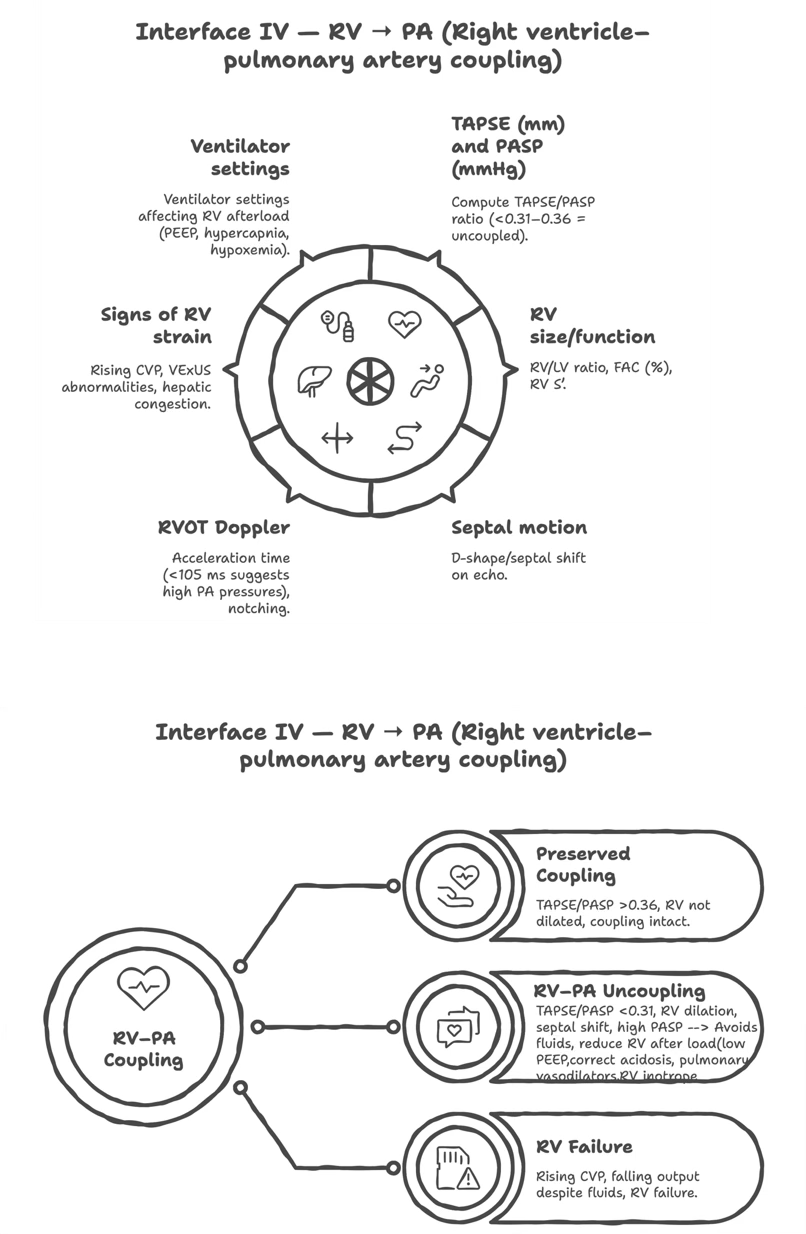 Interface IV — RV → PA (Right ventricle–
pulmonary artery coupling)
Ventilator
settings
Ventilator settings
affecting RV afterload
(PEEP, hypercapnia,
hypoxemia).
TAPSE (mm)
and PASP
(mmHg)
Compute TAPSE/PASP
ratio (<0.31–0.36 =
uncoupled).
Signs of RV
strain
Rising CVP, VExUS
abnormalities, hepatic
congestion.
RV
size/function
RV/LV ratio, FAC (%),
RV S'.
RVOT Doppler
Acceleration time
(<105 ms suggests
high PA pressures),
notching.
Septal motion
D-shape/septal shift
on echo.
Interface IV — RV → PA (Right ventricle–
pulmonary artery coupling)
RV–PA
Coupling
Preserved
Coupling
TAPSE/PASP >0.36, RV not
dilated, coupling intact.
RV–PA Uncoupling
TAPSE/PASP <0.31, RV dilation,
septal shift, high PASP --> Avoids
fluids, reduce RV after load(low
PEEP,correct acidosis, pulmonary
vasodilators,RV inotrope
RV Failure
Rising CVP, falling output
despite fluids, RV failure.